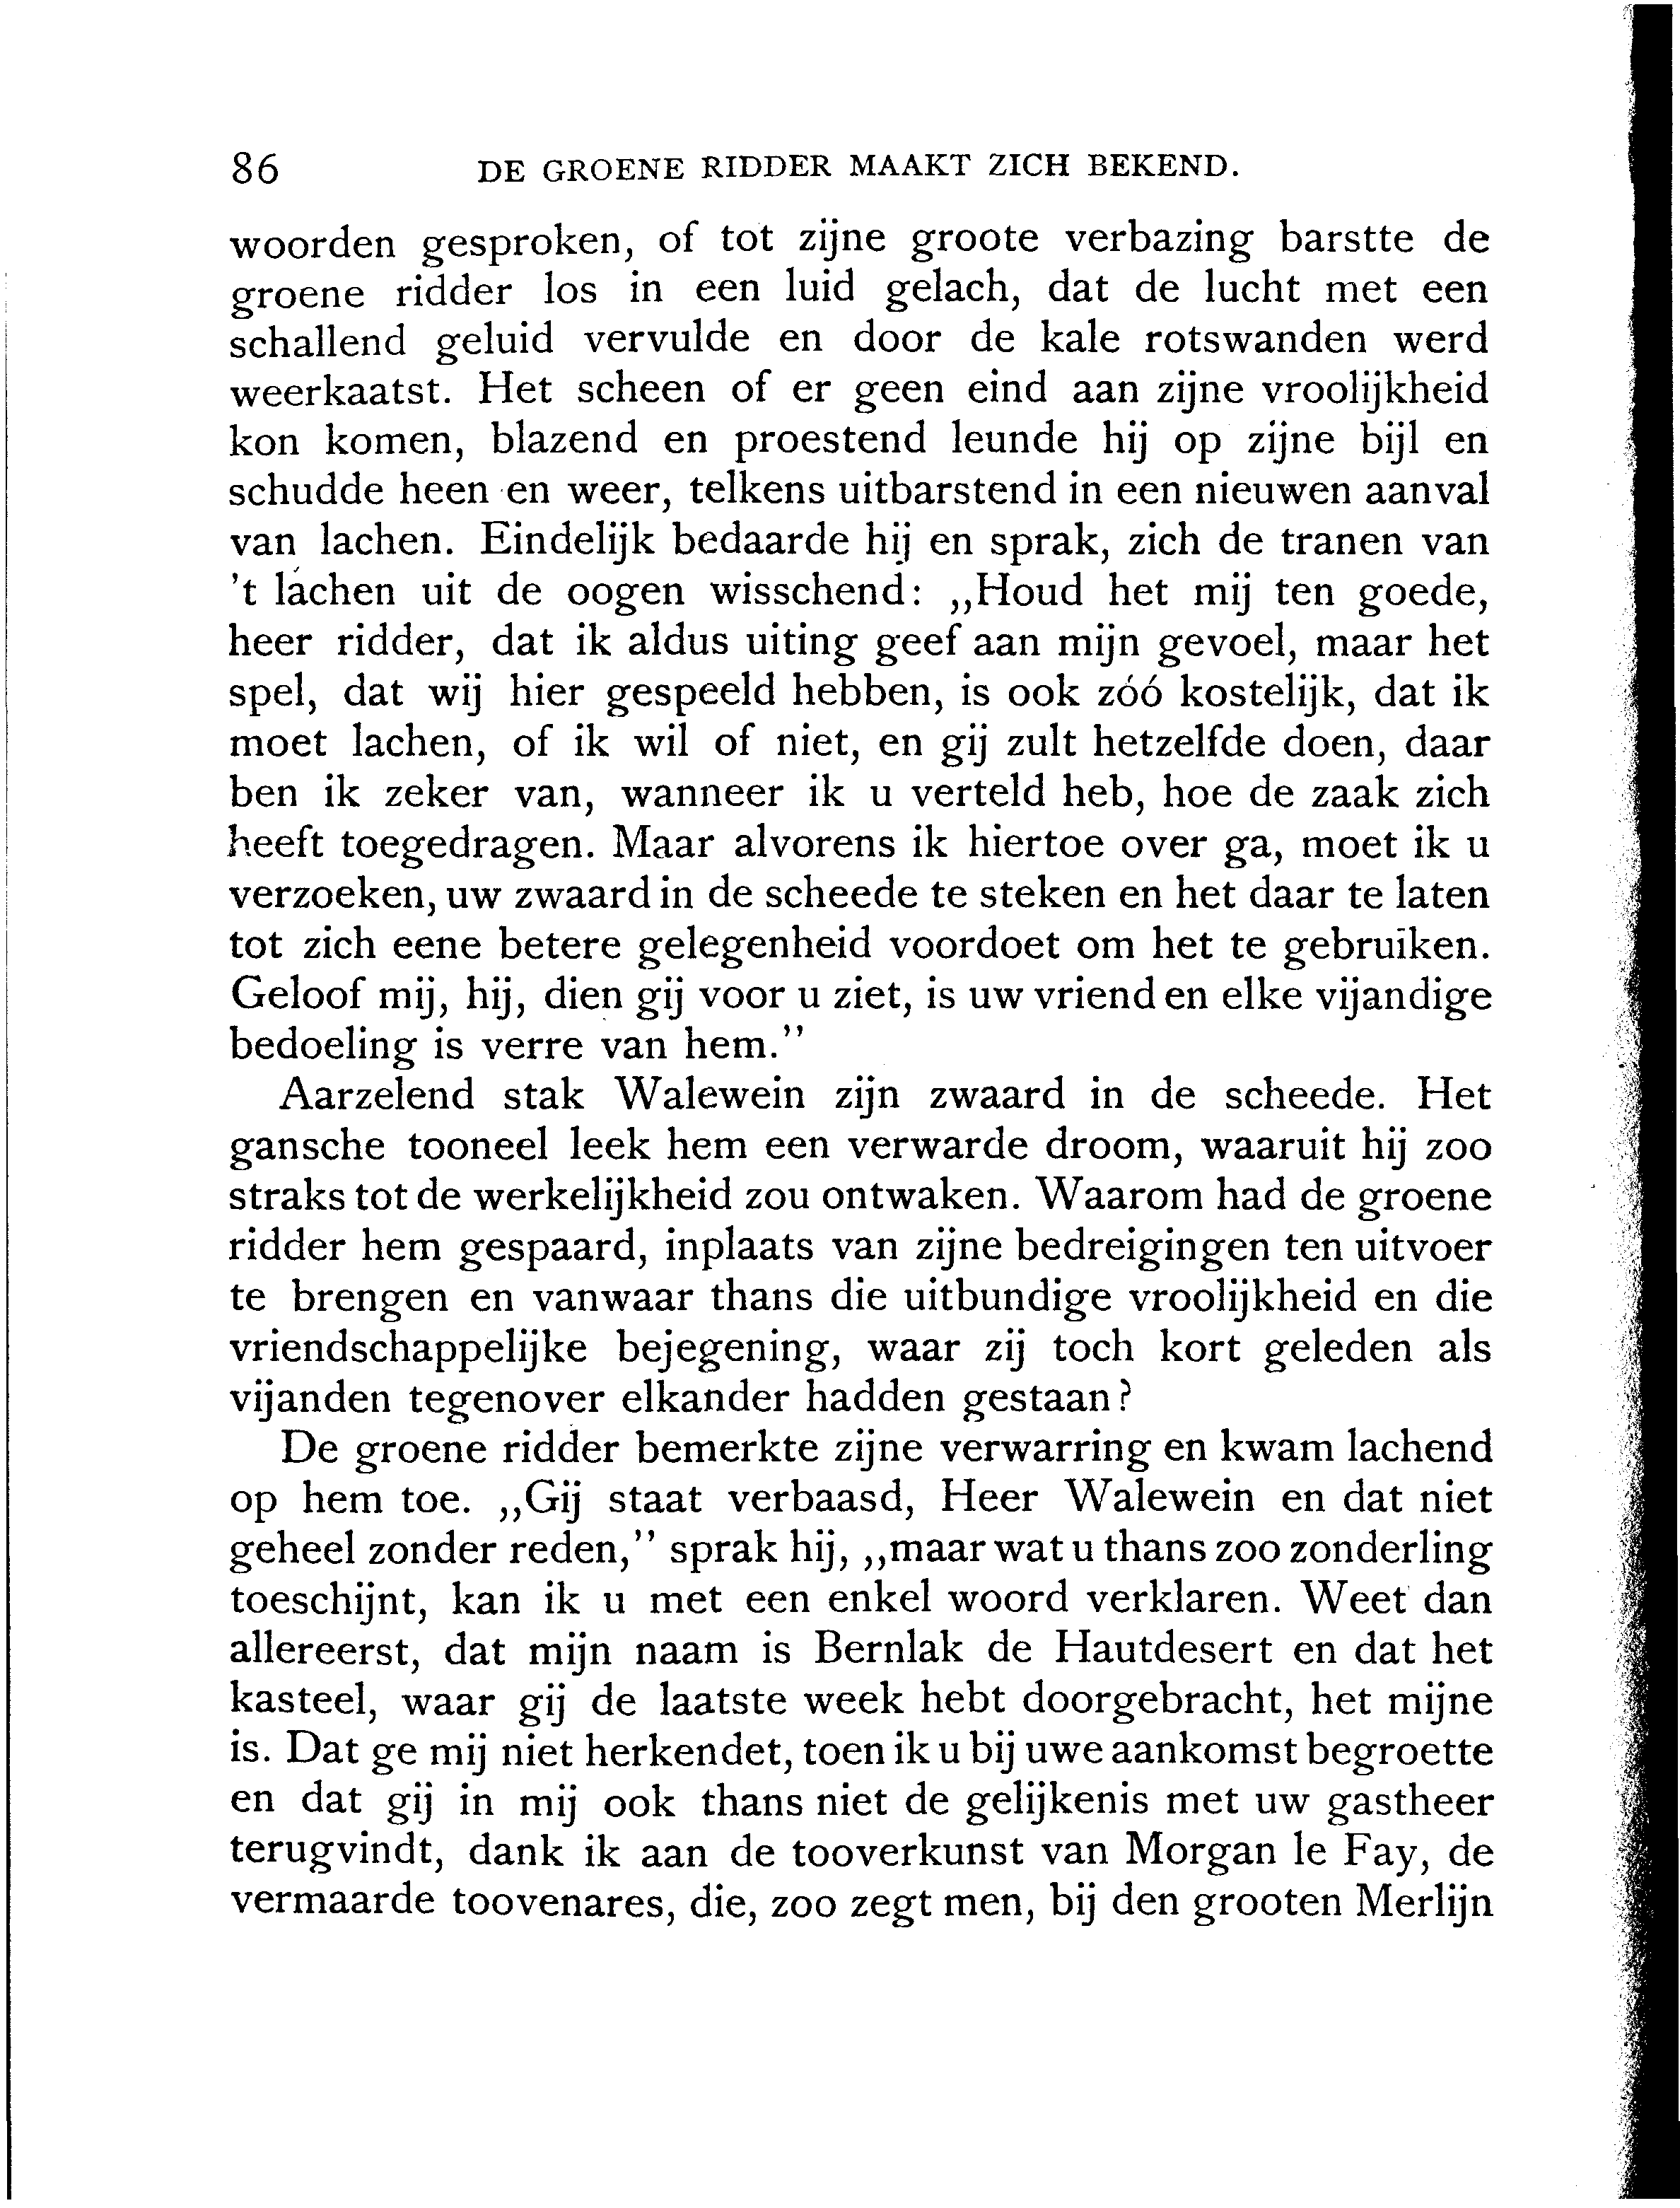 86 DE GROENE RIDDER MAAKT ZICH BEKEND.
woorden gesproken, of tot zijne groote verbazing barstte de
groene ridder los in een luid gelach, dat de lucht met een
schallend geluid vervulde en door de kale rotswanden werd
weerkaatst. Het scheen of er geen eind aan zijne vroolijkheid
kon komen, blazend en proestend leunde hij op zijne bijl en
schudde heen en weer, telkens uitbarstend in een nieuwen aanval
van lachen. Eindelijk bedaarde hij en sprak, zich de tranen van
't lachen uit de oogen wisschend: „Houd het mij ten goede,
heer ridder, dat ik aldus uiting geef aan mijn gevoel, maar het
spel, dat wij hier gespeeld hebben, is ook zóó kostelijk, dat ik
moet lachen, of ik wil of niet, en gij zult hetzelfde doen, daar
ben ik zeker van, wanneer ik u verteld heb, hoe de zaak zich
heeft toegedragen. Maar alvorens ik hiertoe over ga, moet ik u
verzoeken, uw zwaard in de scheede te steken en het daar te laten
tot zich eene betere gelegenheid voordoet om het te gebruiken.
Geloof mij, hij, dien gij voor u ziet, is uw vriend en elke vijandige
bedoeling is verre van hem.”
Aarzelend stak Walewein zijn zwaard in de scheede. Het
gansche tooneel leek hem een verwarde droom, waaruit hij zoo
straks tot de werkelijkheid zou ontwaken. Waarom had de groene
ridder hem gespaard, inplaats van zijne bedreigingen ten uitvoer
te brengen en vanwaar thans die uitbundige vroolijkheid en die
vriendschappelijke bejegening, waar zij toch kort geleden als
vijanden tegenover elkander hadden gestaan?
De groene ridder bemerkte zijne verwarring en kwam lachend
op hem toe. „Gij staat verbaasd, Heer Walewein en dat niet
geheel zonder reden,” sprak hij, „maar wat u thans zoo zonderling
toeschijnt, kan ik u met een enkel woord verklaren. Weet dan
allereerst, dat mijn naam is Bernlak de Hautdesert en dat het
kasteel, waar gij de laatste week hebt doorgebracht, het mijne
is. Dat ge mij niet herkendet, toen ik u bij uwe aankomst begroette
en dat gij in mij ook thans niet de gelijkenis met uw gastheer
terugvindt, dank ik aan de tooverkunst van Morgan le Fay, de
vermaarde toovenares, die, zoo zegt men, bij den grooten Merlijn